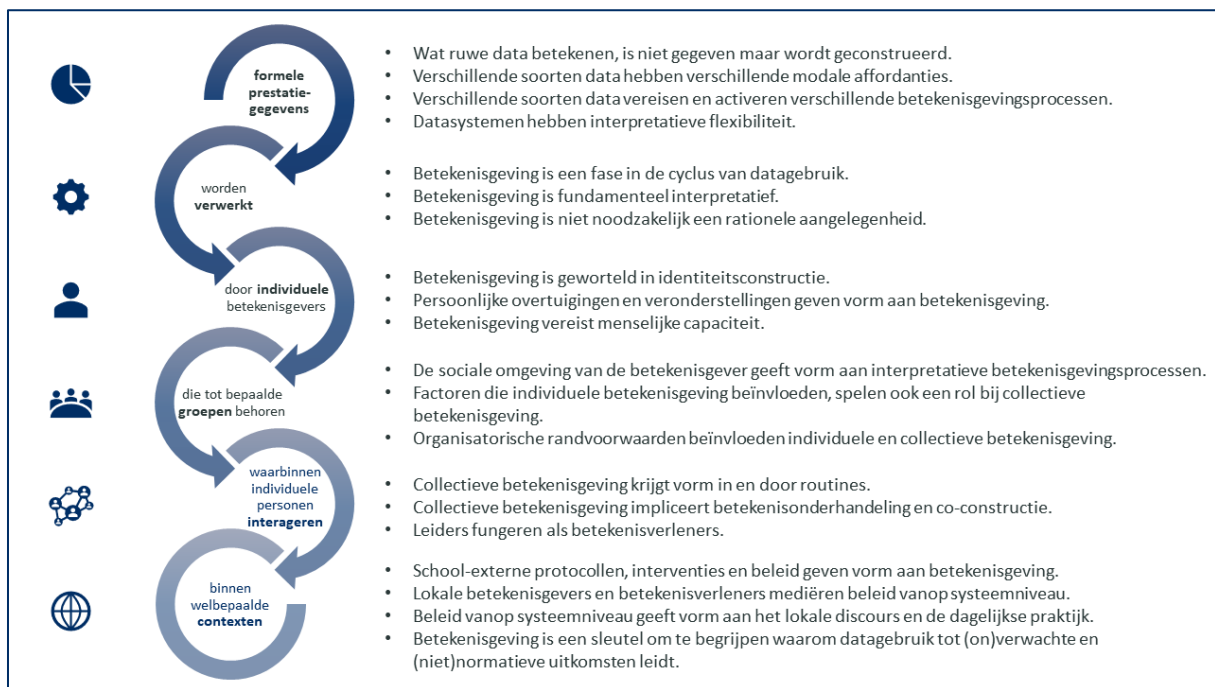 formele
prestatie-
gegevens
• Wat ruwe data betekenen, is niet gegeven maar wordt geconstrueerd.
• Verschillende soorten data hebben verschillende modale affordanties.
• Verschillende soorten data vereisen en activeren verschillende betekenisgevingsprocessen.
• Datasystemen hebben interpretatieve flexibiliteit.
worden
verwerkt
• Betekenisgeving is een fase in de cyclus van datagebruik.
• Betekenisgeving is fundamenteel interpretatief.
• Betekenisgeving is niet noodzakelijk een rationele aangelegenheid.
door individuele
betekenisgevers
• Betekenisgeving is geworteld in identiteitsconstructie.
• Persoonlijke overtuigingen en veronderstellingen geven vorm aan betekenisgeving.
• Betekenisgeving vereist menselijke capaciteit.
die tot bepaalde
groepen behoren
• De sociale omgeving van de betekenisgever geeft vorm aan interpretatieve betekenisgevingsprocessen.
• Factoren die individuele betekenisgeving beïnvloeden, spelen ook een rol bij collectieve
betekenisgeving.
• Organisatorische randvoorwaarden beïnvloeden individuele en collectieve betekenisgeving.
waarbinnen
individuele
personen
interageren
• Collectieve betekenisgeving krijgt vorm in en door routines.
• Collectieve betekenisgeving impliceert betekenisonderhandeling en co-constructie.
• Leiders fungeren als betekenisverleners.
binnen
welbepaalde
contexten
• School-externe protocollen, interventies en beleid geven vorm aan betekenisgeving.
• Lokale betekenisgevers en betekenisverleners mediëren beleid vanop systeemniveau.
• Beleid vanop systeemniveau geeft vorm aan het lokale discours en de dagelijkse praktijk.
• Betekenisgeving is een sleutel om te begrijpen waarom datagebruik tot (on)verwachte en
(niet)normatieve uitkomsten leidt.